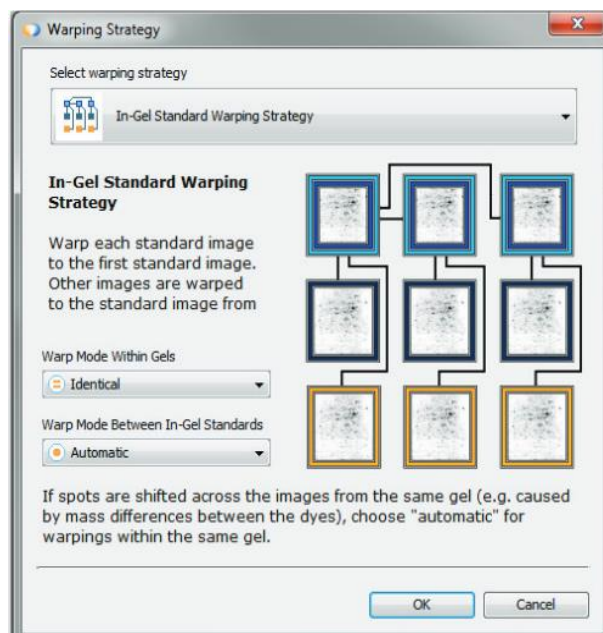 Warping Strategy
Select warping strategy
In-Gel Standard Warping Strategy
In-Gel Standard Warping
Strategy
Warp each standard image
to the first standard image.
Other images are warped
to the standard image from
Warp Mode Within Gels
Identical
Warp Mode Between In-Gel Standards
Automatic
If spots are shifted across the images from the same gel (e.g. caused
by mass differences between the dyes), choose "automatic" for
warpings within the same gel.
OK
Cancel